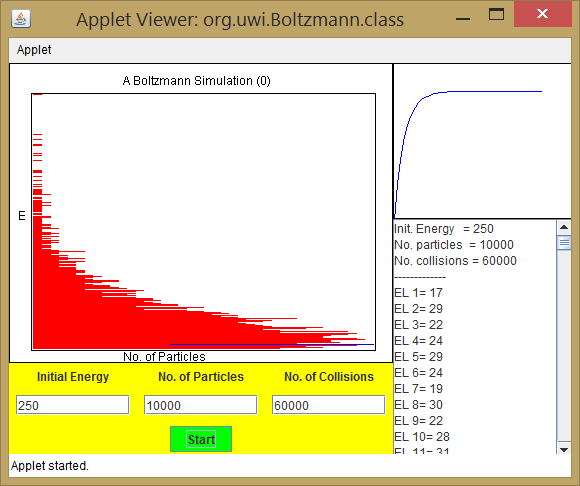 Applet Viewer: org.uwi.Boltzmann.class
Applet
A Boltzmann Simulation (0)
E
No. of Particles
Init. Energy = 250
No. particles = 10000
No. collisions = 60000
-------------
EL 1= 17
EL 2= 29
EL 3= 22
EL 4= 24
EL 5= 29
EL 6= 24
EL 7= 19
EL 8= 30
EL 9= 22
EL 10= 28
EL 11= 31
Initial Energy No. of Particles No. of Collisions
250 10000 60000
Start
Applet started.